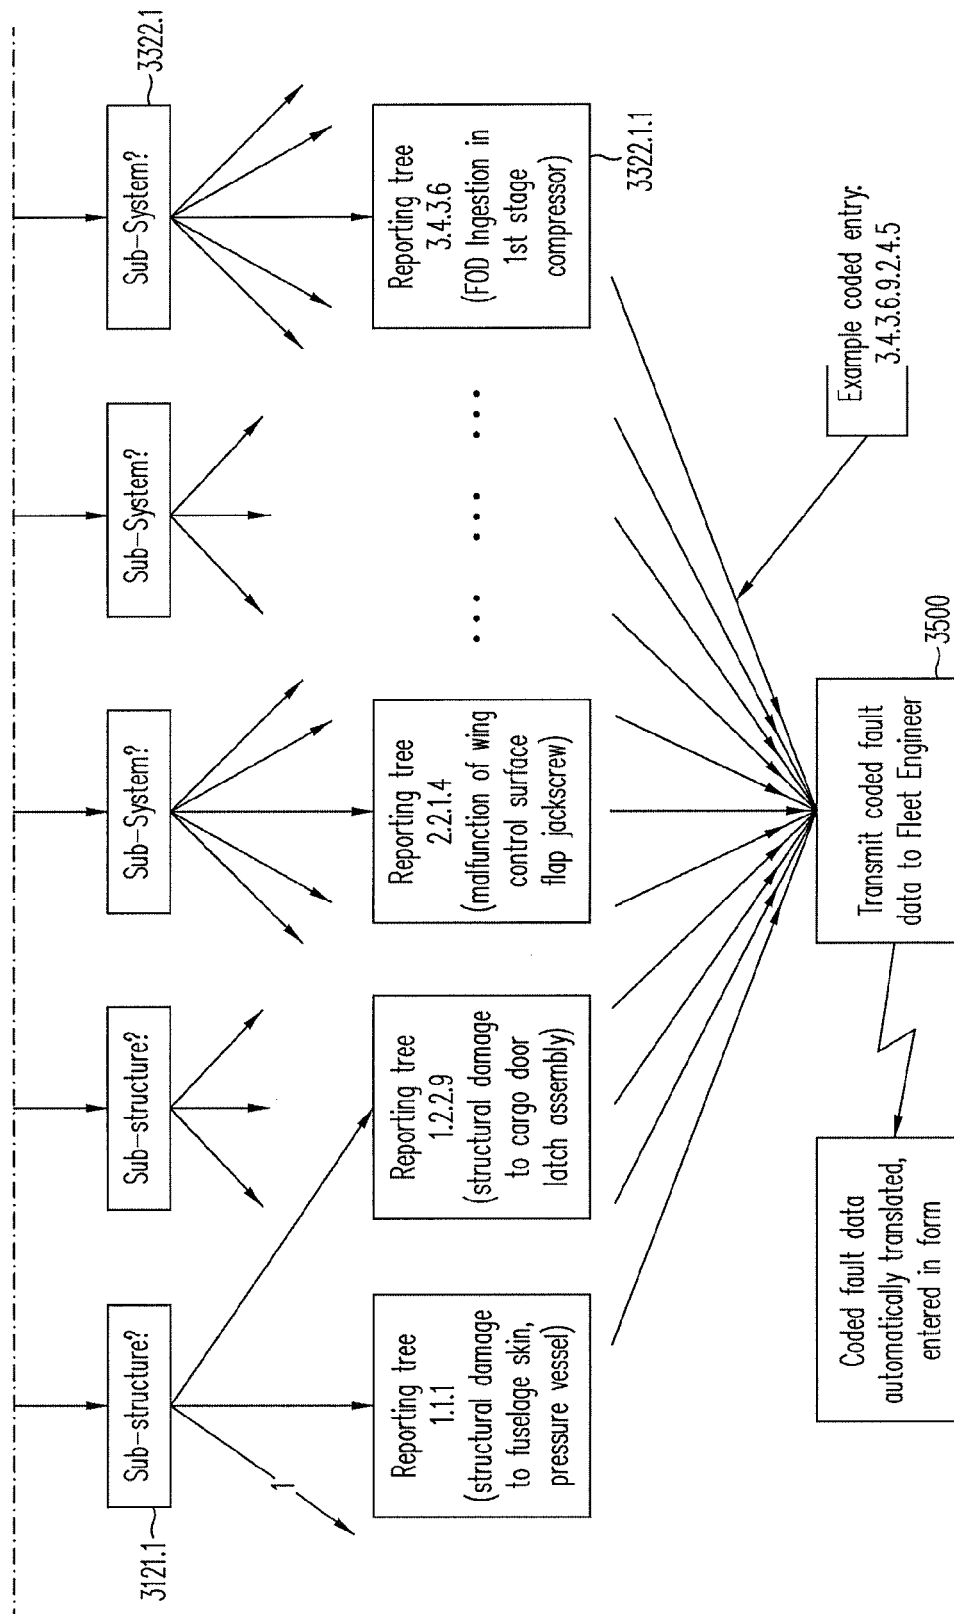 3121.1
Sub-structure?
Sub-structure?
Sub-System?
Sub-System?
Sub-System?
3322.1
1
Reporting tree
1.1.1
(structural damage
to fuselage skin,
pressure vessel)
Reporting tree
1.2.2.9
(structural damage
to cargo door
latch assembly)
Reporting tree
2.2.1.4
(malfunction of wing
control surface
flap jackscrew)
Reporting tree
3.4.3.6
(FOD Ingestion in
1st stage
compressor)
3322.1.1
Example coded entry:
3.4.3.6.9.2.4.5
Coded fault data
automatically translated,
entered in form
Transmit coded fault
data to Fleet Engineer
3500